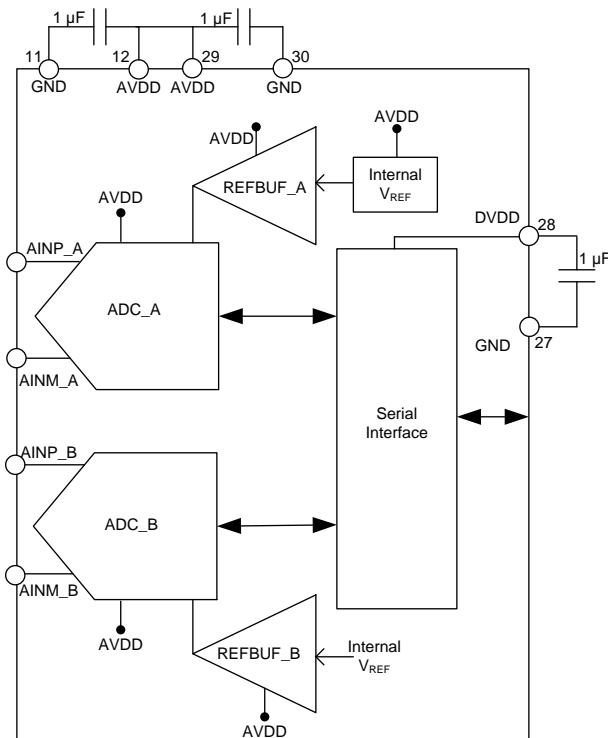 1 µF
1 µF
11
12
29
30
GND
AVDD
AVDD
GND
AVDD
AVDD
REFBUF_A
Internal
VREF
AVDD
DVDD
28
AINP_A
1 µF
ADC_A
GND
27
AINM_A
Serial
Interface
AINP_B
ADC_B
AINM_B
AVDD
REFBUF_B
Internal
VREF
AVDD